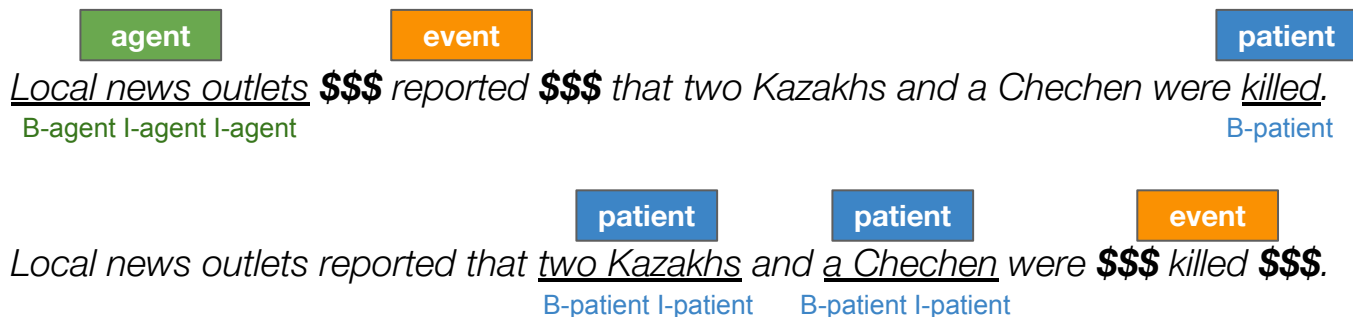 agent event patient
Local news outlets $$$ reported $$$ that two Kazakhs and a Chechen were killed.
B-agent I-agent I-agent B-patient
patient patient event
Local news outlets reported that two Kazakhs and a Chechen were $$$ killed $$$.
B-patient I-patient B-patient I-patient